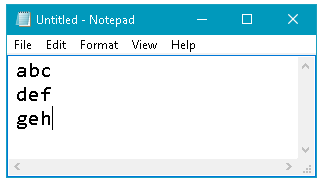 Untitled - Notepad
File Edit Format View Help
abc
def
geh